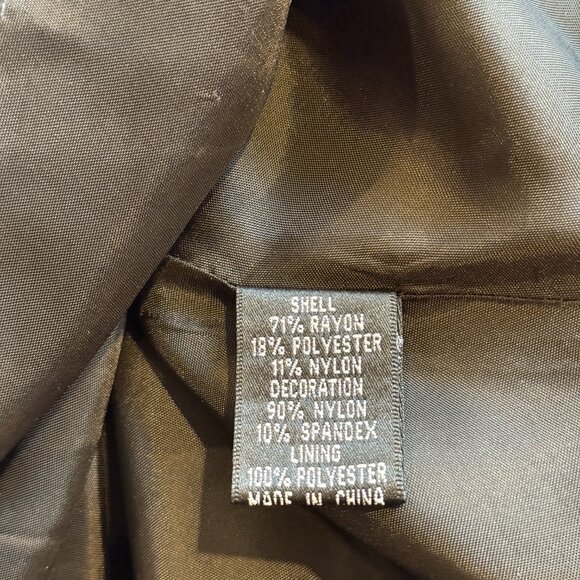 SHELL
71% RAYON
18% POLYESTER
11% NYLON
DECORATION
90% NYLON
10% SPANDEX
LINING
100% POLYESTER
MADE IN CHINA